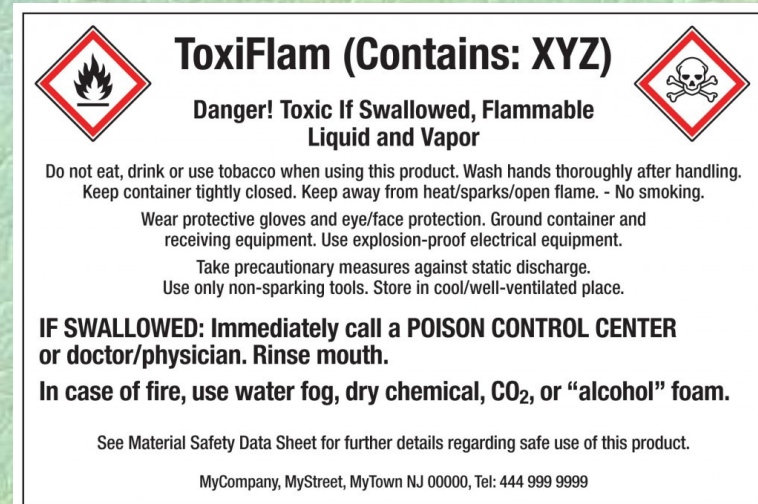 ToxiFlam (Contains: XYZ)
Danger! Toxic If Swallowed, Flammable
Liquid and Vapor
Do not eat, drink or use tobacco when using this product. Wash hands thoroughly after handling.
Keep container tightly closed. Keep away from heat/sparks/open flame. - No smoking.
Wear protective gloves and eye/face protection. Ground container and
receiving equipment. Use explosion-proof electrical equipment.
Take precautionary measures against static discharge.
Use only non-sparking tools. Store in cool/well-ventilated place.
IF SWALLOWED: Immediately call a POISON CONTROL CENTER
or doctor/physician. Rinse mouth.
In case of fire, use water fog, dry chemical, CO₂, or “alcohol” foam.
See Material Safety Data Sheet for further details regarding safe use of this product.
MyCompany, MyStreet, MyTown NJ 00000, Tel: 444 999 9999